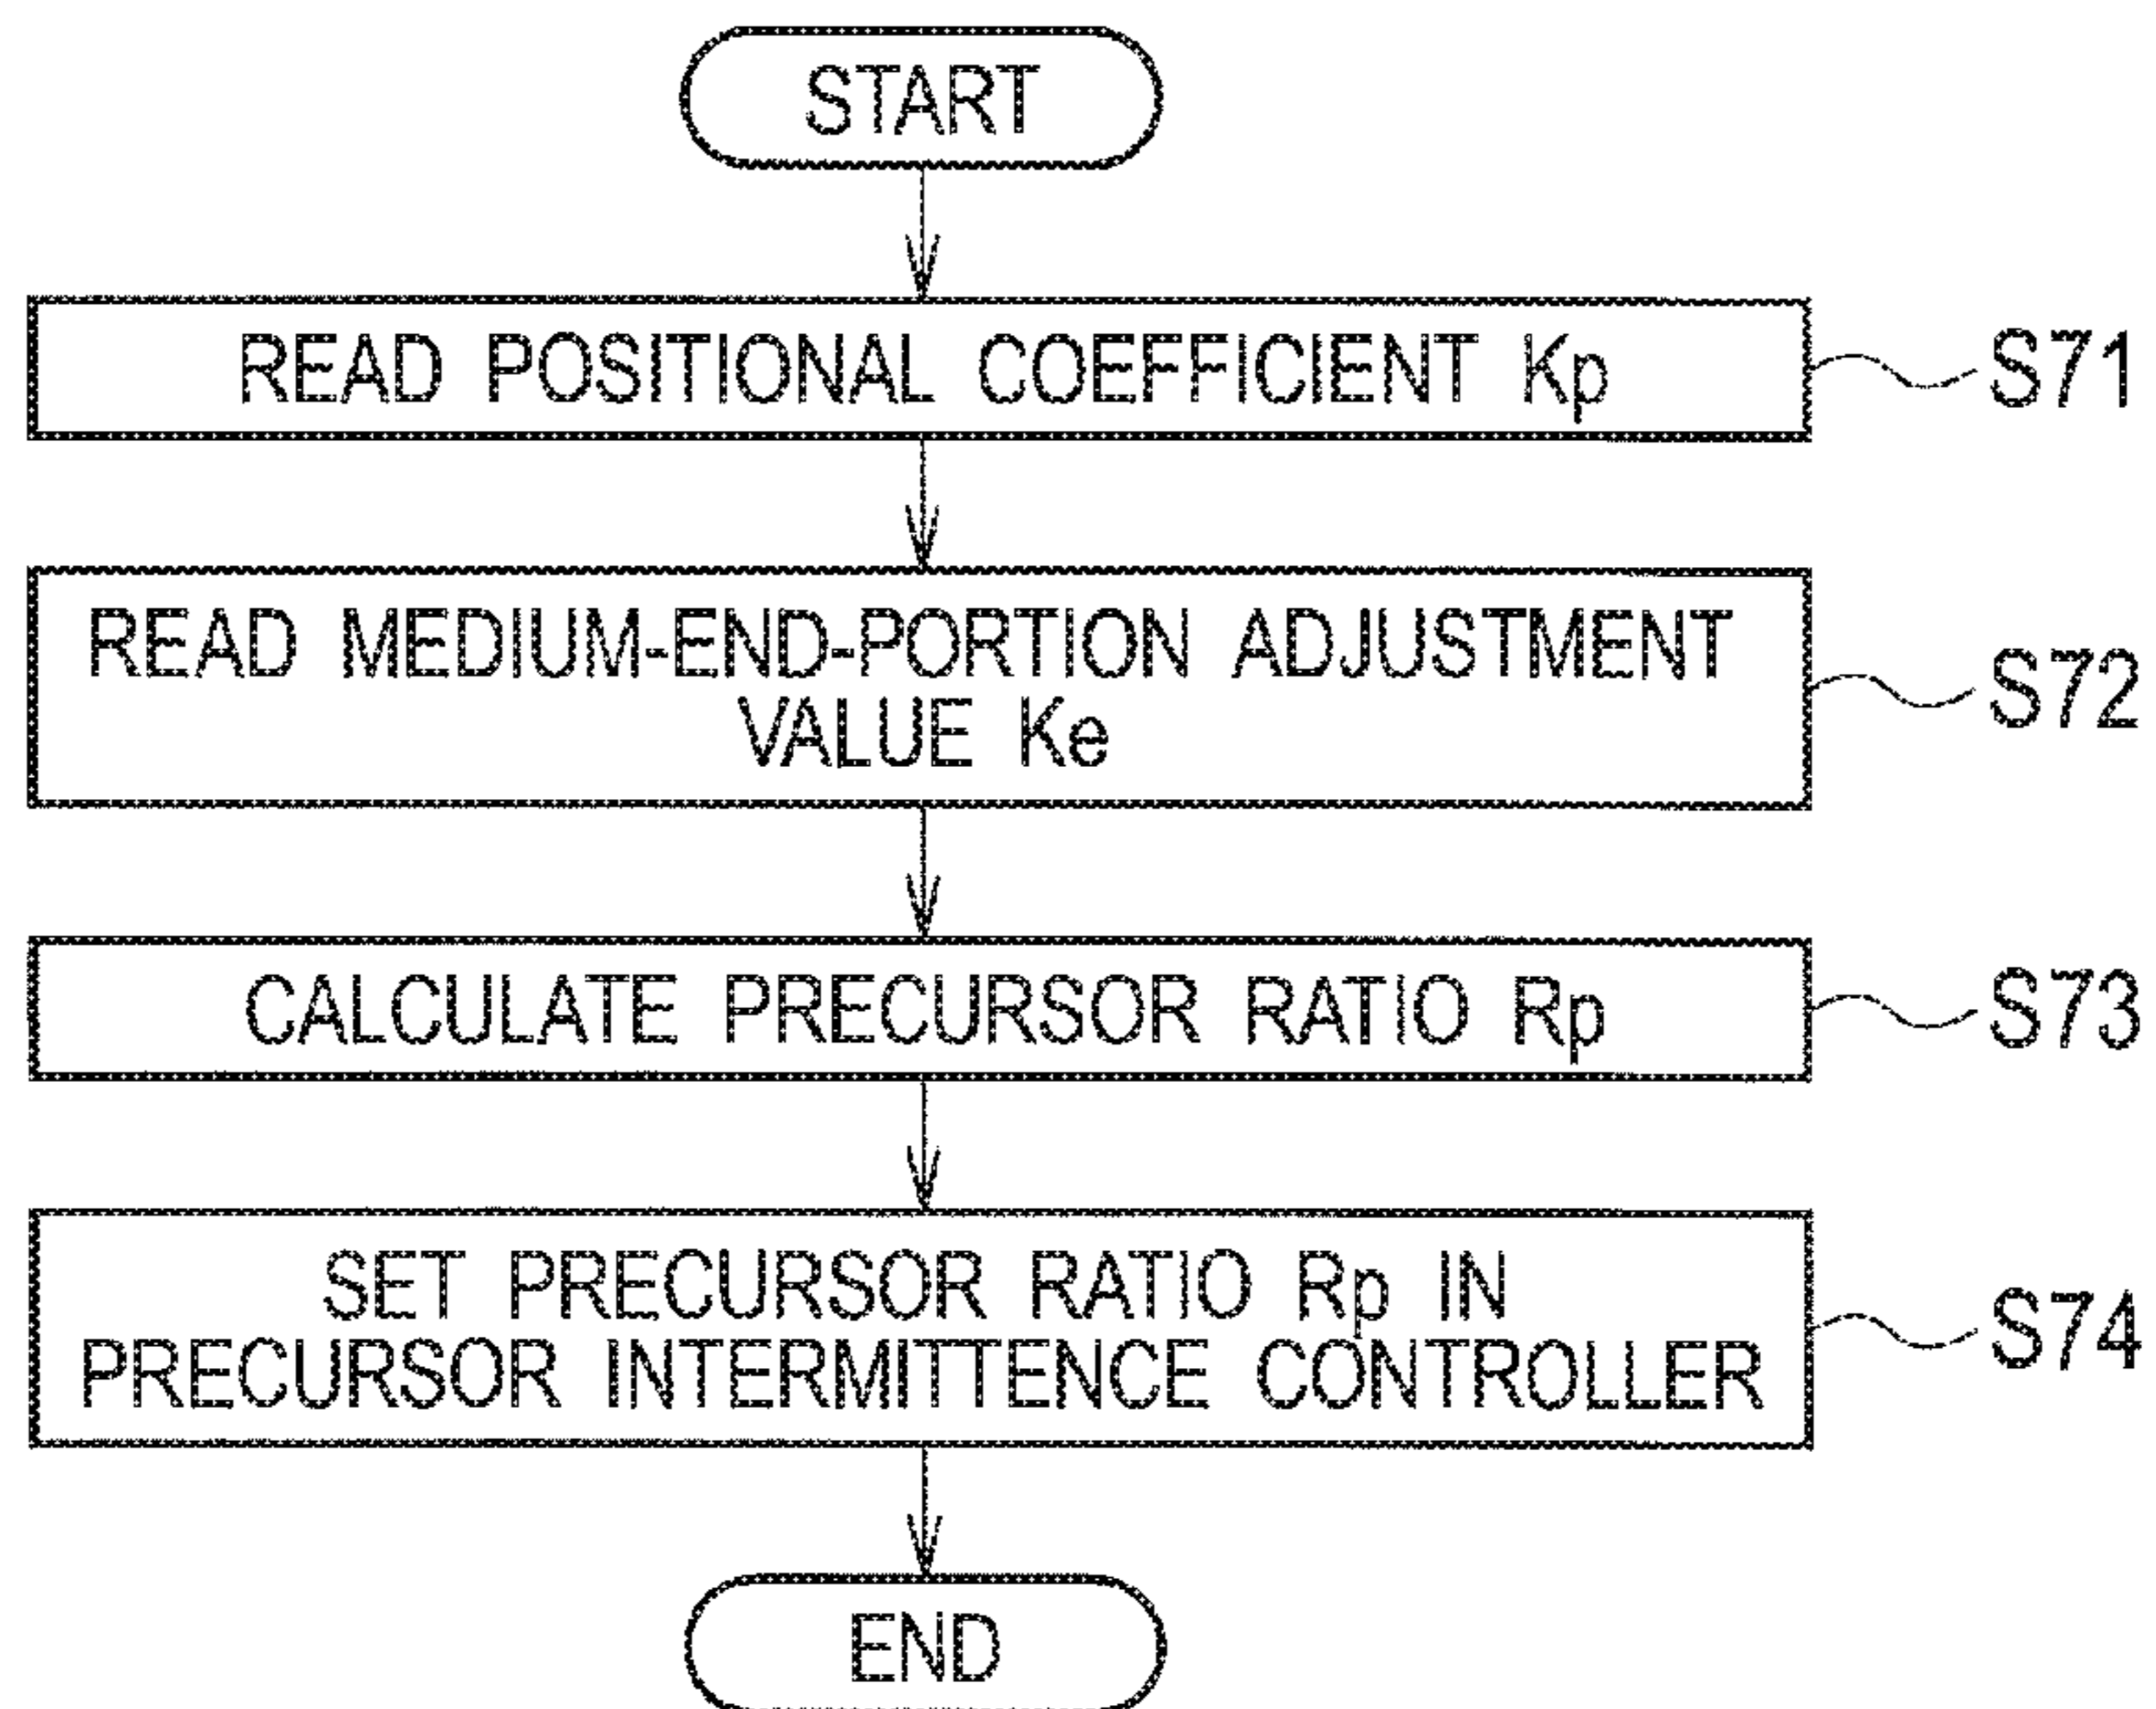 START
READ POSITIONAL COEFFICIENT Kp
S71
READ MEDIUM-END-PORTION ADJUSTMENT
VALUE Ke
S72
CALCULATE PRECURSOR RATIO Rp
S73
SET PRECURSOR RATIO Rp IN
PRECURSOR INTERMITTENCE CONTROLLER
S74
END